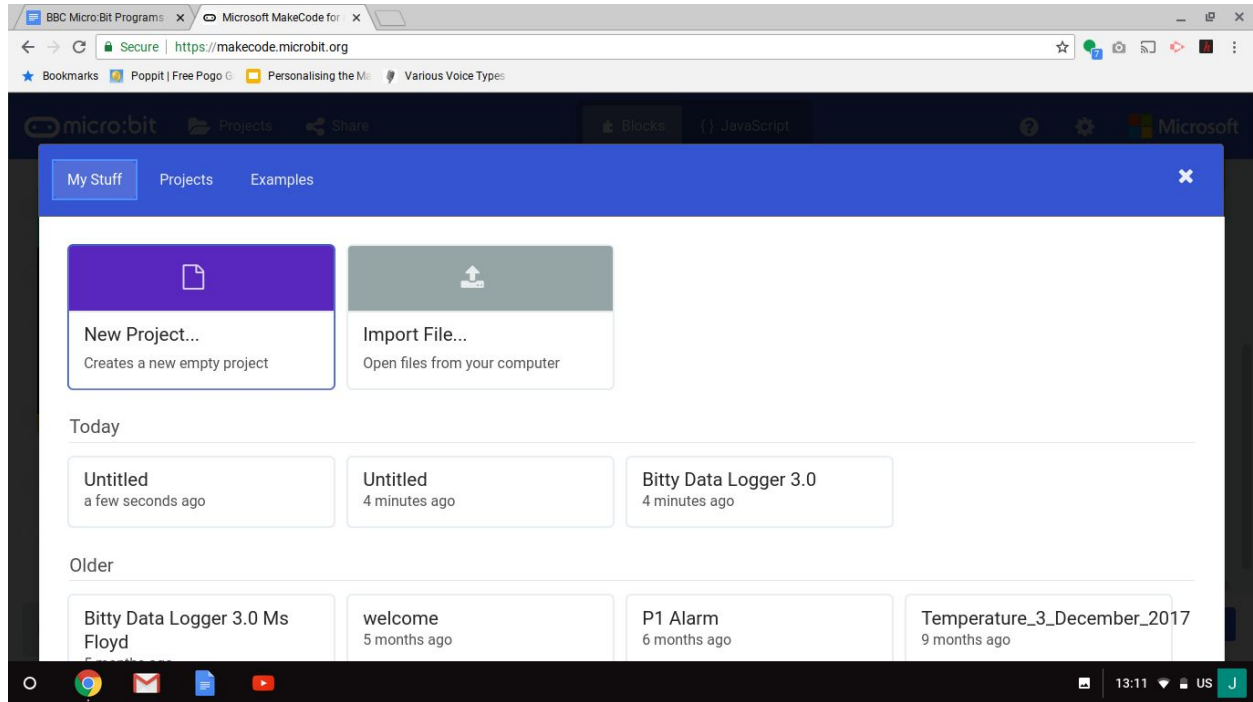 BBC Micro:Bit Programs
Microsoft MakeCode for
Secure https://makecode.microbit.org
7
h
Bookmarks Poppit | Free Pogo G Personalising the Ma Various Voice Types
micro:bit Projects Share Blocks {} JavaScript Microsoft
My Stuff Projects Examples
New Project...
Creates a new empty project
Import File...
Open files from your computer
Today
Untitled
a few seconds ago
Untitled
4 minutes ago
Bitty Data Logger 3.0
4 minutes ago
Older
Bitty Data Logger 3.0 Ms
Floyd
5 months ago
welcome
5 months ago
P1 Alarm
6 months ago
Temperature_3_December_2017
9 months ago
13:11 US J